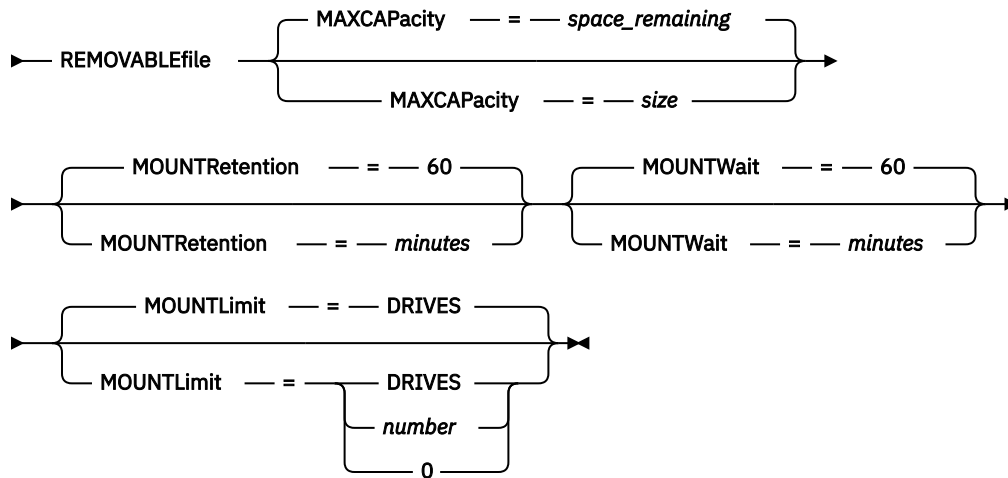 MAXCAPacity = space_remaining
REMOVABLEfile
MAXCAPacity = size
MOUNTRetention = 60 MOUNTWait = 60
MOUNTRetention = minutes MOUNTWait = minutes
MOUNTLimit = DRIVES
MOUNTLimit = DRIVES
number
0